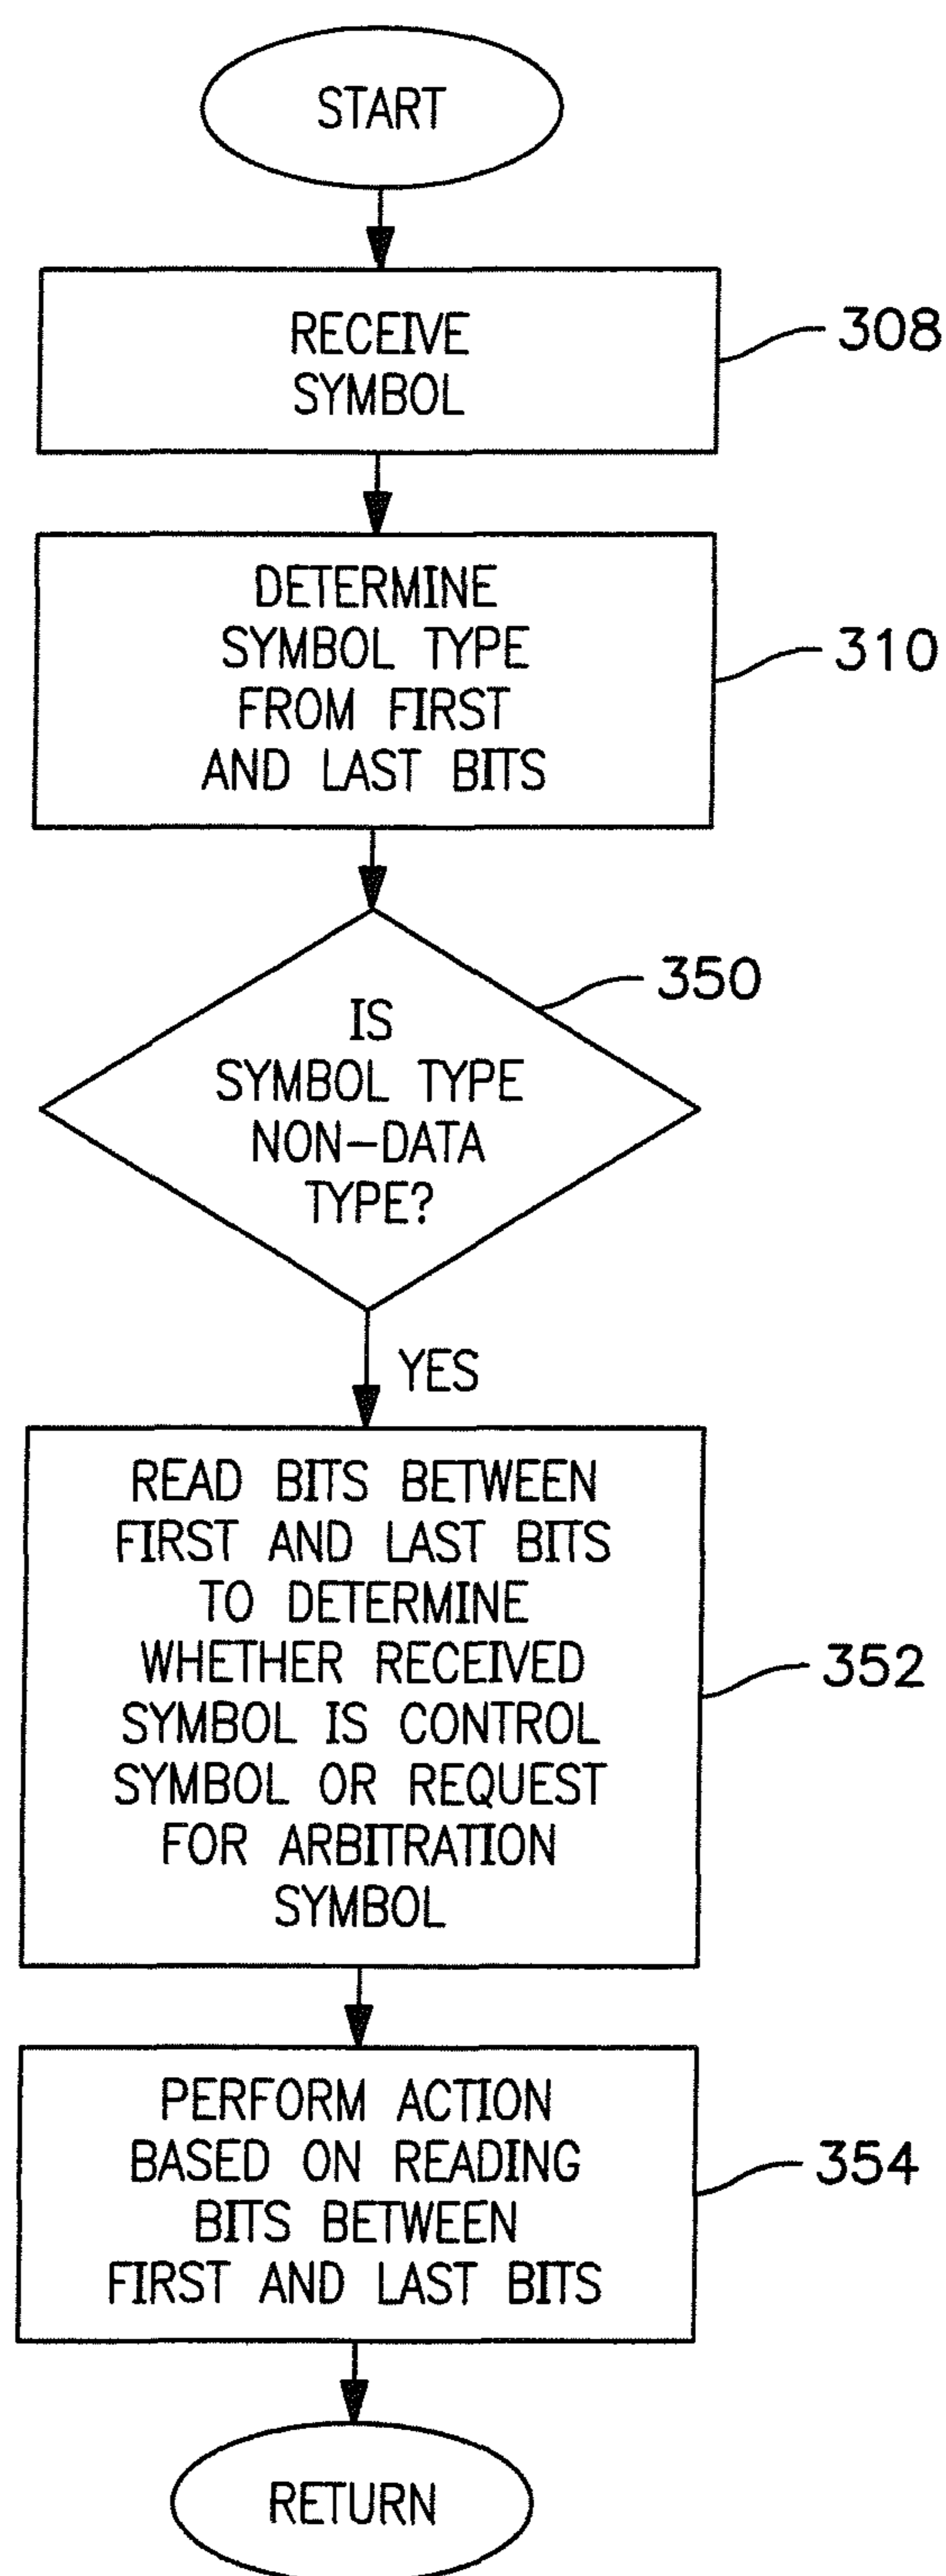 START
RECEIVE
SYMBOL
308
DETERMINE
SYMBOL TYPE
FROM FIRST
AND LAST BITS
310
IS
SYMBOL TYPE
NON-DATA
TYPE?
350
YES
READ BITS BETWEEN
FIRST AND LAST BITS
TO DETERMINE
WHETHER RECEIVED
SYMBOL IS CONTROL
SYMBOL OR REQUEST
FOR ARBITRATION
SYMBOL
352
PERFORM ACTION
BASED ON READING
BITS BETWEEN
FIRST AND LAST BITS
354
RETURN